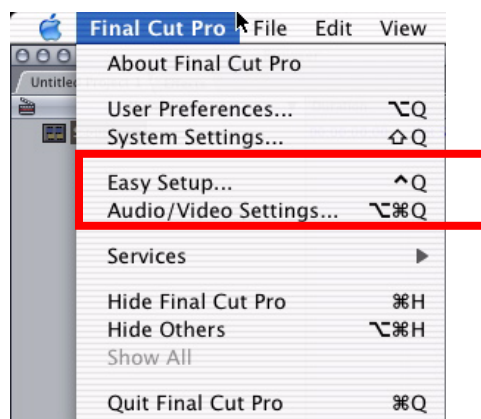 Final Cut Pro File Edit View
About Final Cut Pro
Untitled
User Preferences... ⌥Q
System Settings... ⇧Q
Easy Setup... ^Q
Audio/Video Settings... ⌥⌘Q
Services ▶
Hide Final Cut Pro ⌘H
Hide Others ⌥⌘H
Show All
Quit Final Cut Pro ⌘Q